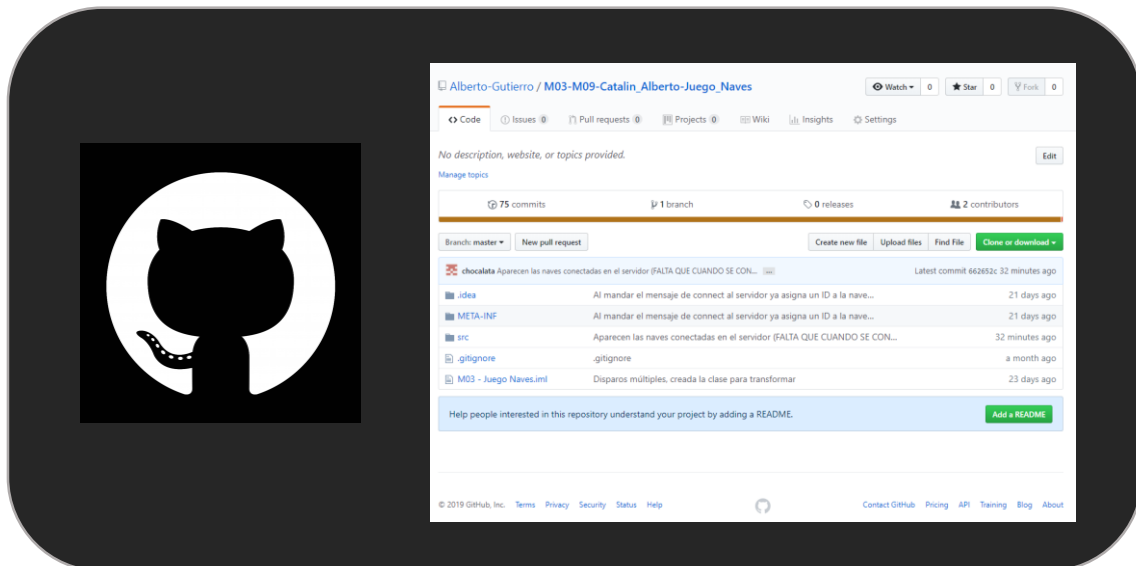 Alberto-Gutierro / M03-M09-Catalin_Alberto-Juego_Naves
Watch 0 Star 0 Fork 0
Code Issues 0 Pull requests 0 Projects 0 Wiki Insights Settings
No description, website, or topics provided. Edit
Manage topics
75 commits 1 branch 0 releases 2 contributors
Branch: master New pull request Create new file Upload files Find File Clone or download
chocalata Aparecen las naves conectadas en el servidor (FALTA QUE CUANDO SE CON... ... Latest commit 662652c 32 minutes ago
.idea Al mandar el mensaje de connect al servidor ya asigna un ID a la nave... 21 days ago
META-INF Al mandar el mensaje de connect al servidor ya asigna un ID a la nave... 21 days ago
src Aparecen las naves conectadas en el servidor (FALTA QUE CUANDO SE CON... 32 minutes ago
.gitignore .gitignore a month ago
M03 - Juego Naves.iml Disparos múltiples, creada la clase para transformar 23 days ago
Help people interested in this repository understand your project by adding a README. Add a README
© 2019 GitHub, Inc. Terms Privacy Security Status Help Contact GitHub Pricing API Training Blog About